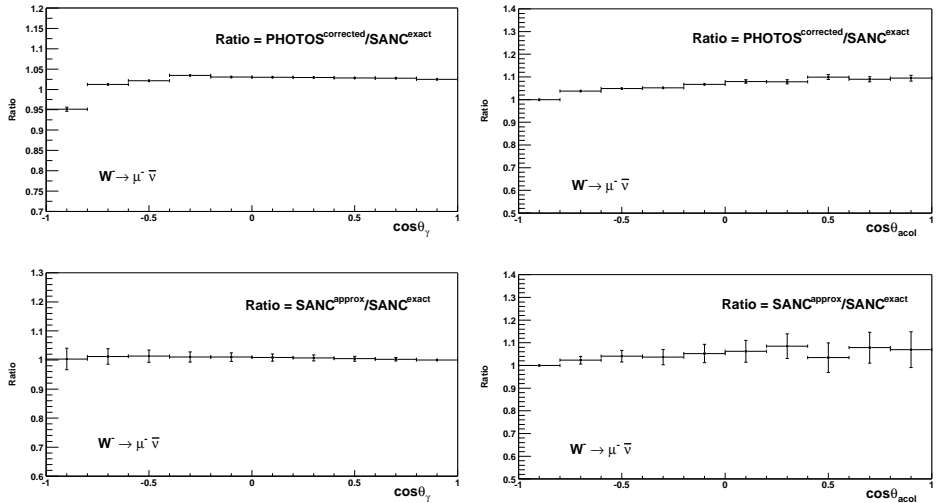 Ratio = PHOTOS^corrected/SANC^exact
1.2
1.15
1.1
1.05
1
0.95
0.9
0.85
0.8
0.75
0.7
Ratio
W⁻ → μ⁻ ν̄
-1 -0.5 0 0.5 1
cosθ_γ
Ratio = PHOTOS^corrected/SANC^exact
1.4
1.3
1.2
1.1
1
0.9
0.8
0.7
0.6
0.5
Ratio
W⁻ → μ⁻ ν̄
-1 -0.5 0 0.5 1
cosθ_acol
Ratio = SANC^approx/SANC^exact
1.3
1.2
1.1
1
0.9
0.8
0.7
0.6
Ratio
W⁻ → μ⁻ ν̄
-1 -0.5 0 0.5 1
cosθ_γ
Ratio = SANC^approx/SANC^exact
1.4
1.3
1.2
1.1
1
0.9
0.8
0.7
0.6
0.5
Ratio
W⁻ → μ⁻ ν̄
-1 -0.5 0 0.5 1
cosθ_acol